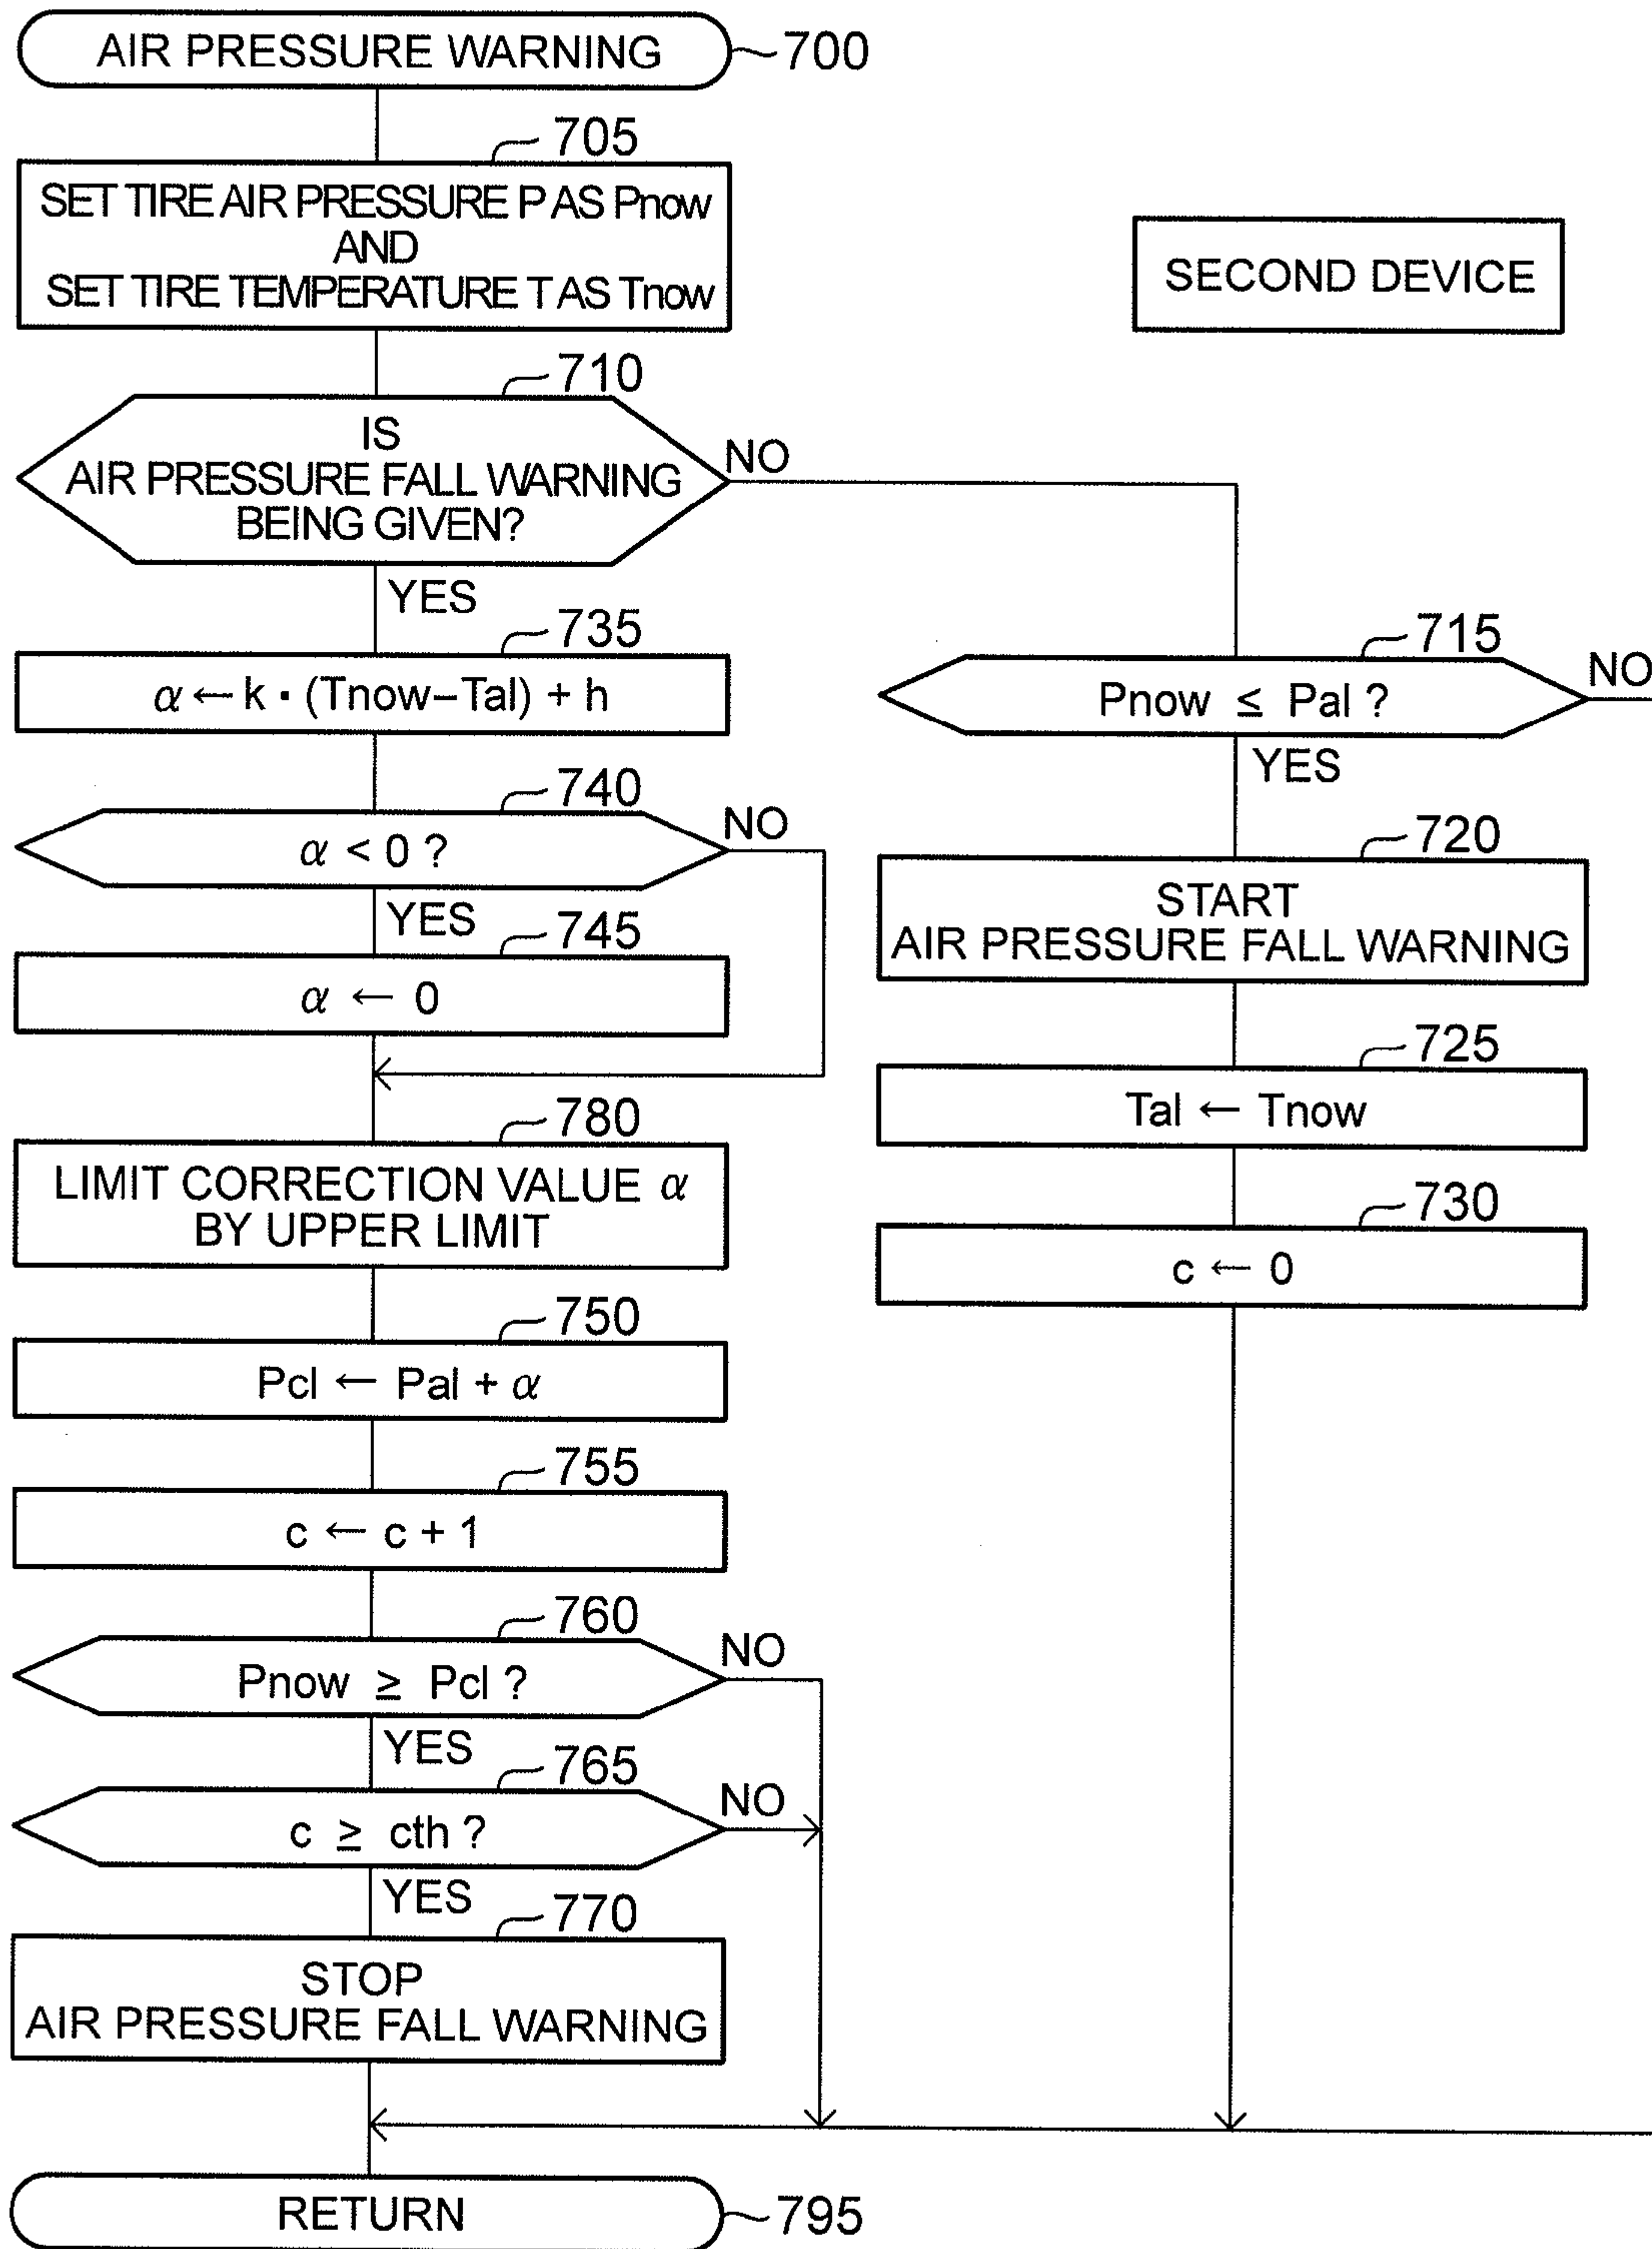 AIR PRESSURE WARNING
700
705
SET TIRE AIR PRESSURE P AS Pnow
AND
SET TIRE TEMPERATURE T AS Tnow
SECOND DEVICE
710
IS
AIR PRESSURE FALL WARNING
BEING GIVEN?
NO
YES
735
α ← k · (Tnow–Tal) + h
740
α < 0 ?
NO
YES
745
α ← 0
780
LIMIT CORRECTION VALUE α
BY UPPER LIMIT
750
Pcl ← Pal + α
755
c ← c + 1
760
Pnow ≥ Pcl ?
NO
YES
765
c ≥ cth ?
NO
YES
770
STOP
AIR PRESSURE FALL WARNING
715
Pnow ≤ Pal ?
NO
YES
720
START
AIR PRESSURE FALL WARNING
725
Tal ← Tnow
730
c ← 0
RETURN
795